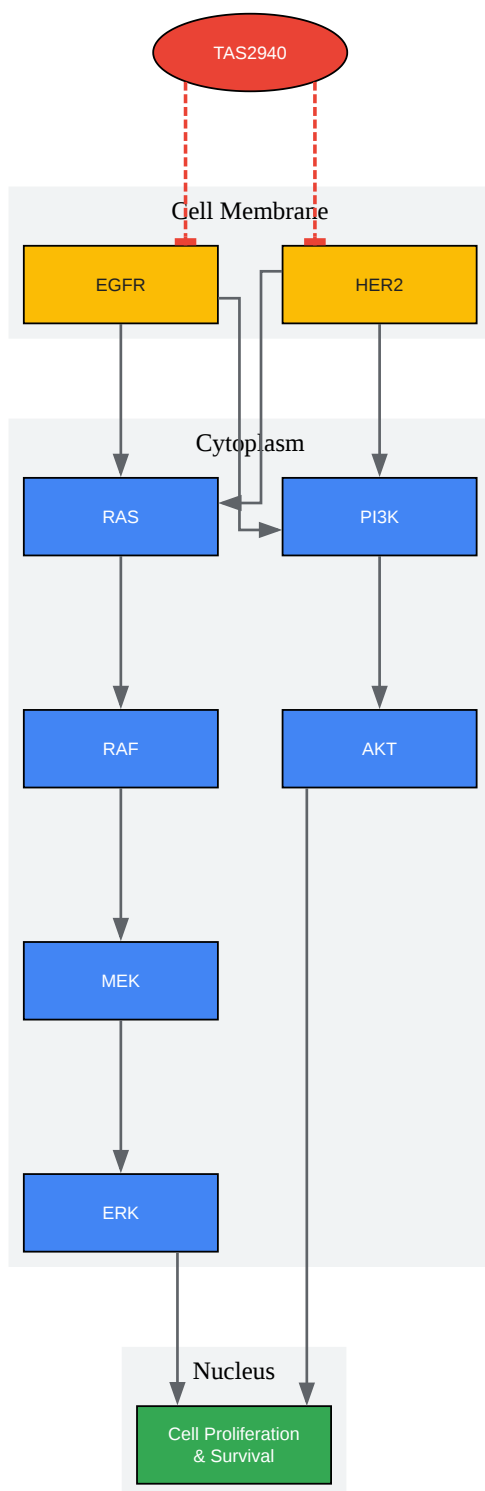 TAS2940
Cell Membrane
EGFR
HER2
Cytoplasm
RAS
PI3K
RAF
AKT
MEK
ERK
Nucleus
Cell Proliferation
& Survival